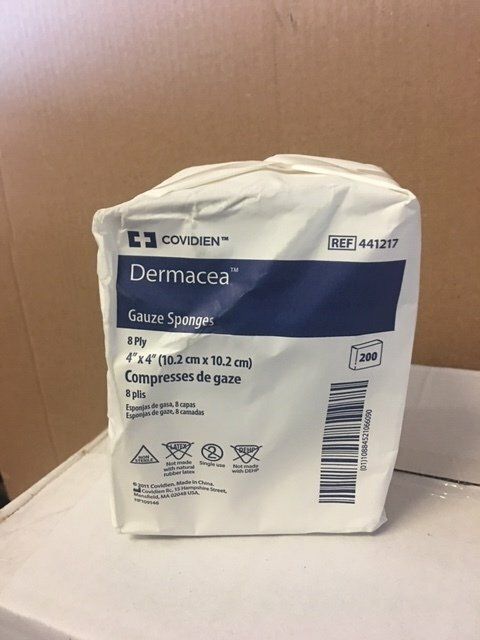 COVIDIEN™
REF 441217
Dermacea™
Gauze Sponges
8 Ply
4" x 4" (10.2 cm x 10.2 cm)
200
Compresses de gaze
8 plis
Esponjas de gasa, 8 capas
Esponjas de gaze, 8 camadas
NON
STERILE
LATEX
Not made
with natural
rubber latex
2
Single use
DEHP
Not made
with DEHP
© 2011 Covidien. Made in China.
Covidien llc, 15 Hampshire Street,
Mansfield, MA 02048 USA.